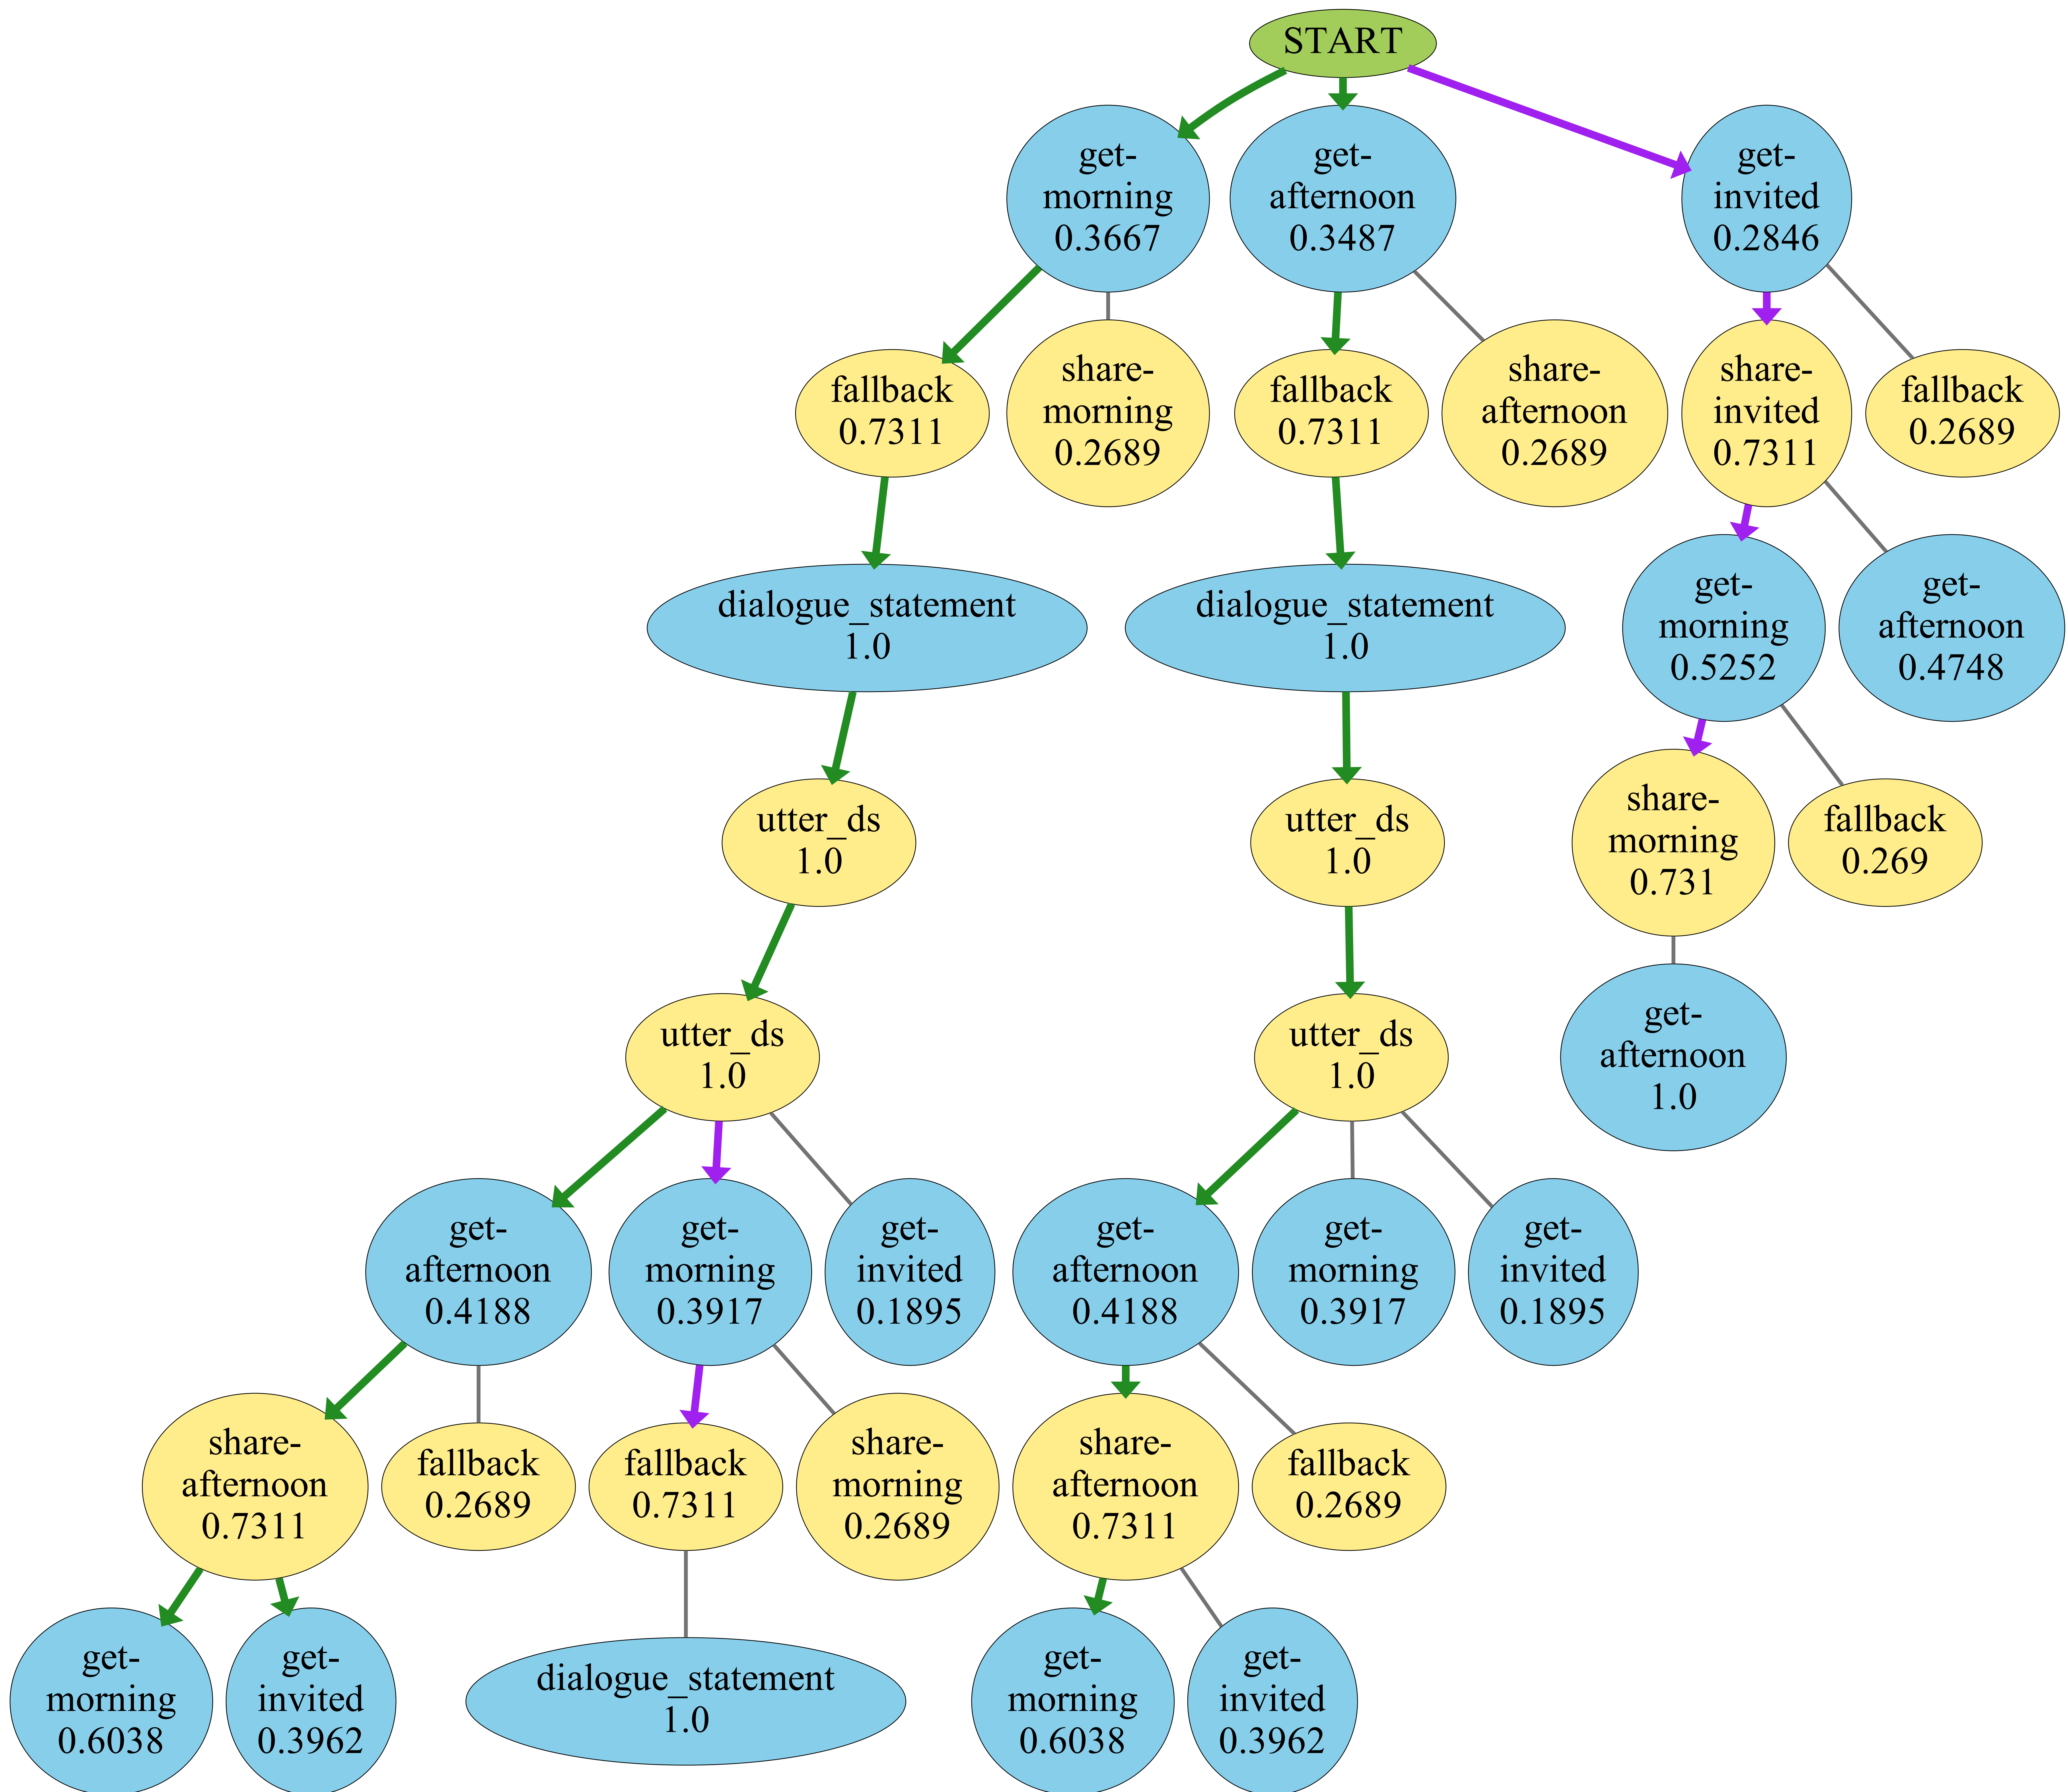 START
get-
morning
0.3667
get-
afternoon
0.3487
get-
invited
0.2846
fallback
0.7311
share-
morning
0.2689
fallback
0.7311
share-
afternoon
0.2689
share-
invited
0.7311
fallback
0.2689
dialogue_statement
1.0
dialogue_statement
1.0
get-
morning
0.5252
get-
afternoon
0.4748
utter_ds
1.0
utter_ds
1.0
share-
morning
0.731
fallback
0.269
utter_ds
1.0
utter_ds
1.0
get-
afternoon
1.0
get-
afternoon
0.4188
get-
morning
0.3917
get-
invited
0.1895
get-
afternoon
0.4188
get-
morning
0.3917
get-
invited
0.1895
share-
afternoon
0.7311
fallback
0.2689
fallback
0.7311
share-
morning
0.2689
share-
afternoon
0.7311
fallback
0.2689
get-
morning
0.6038
get-
invited
0.3962
dialogue_statement
1.0
get-
morning
0.6038
get-
invited
0.3962